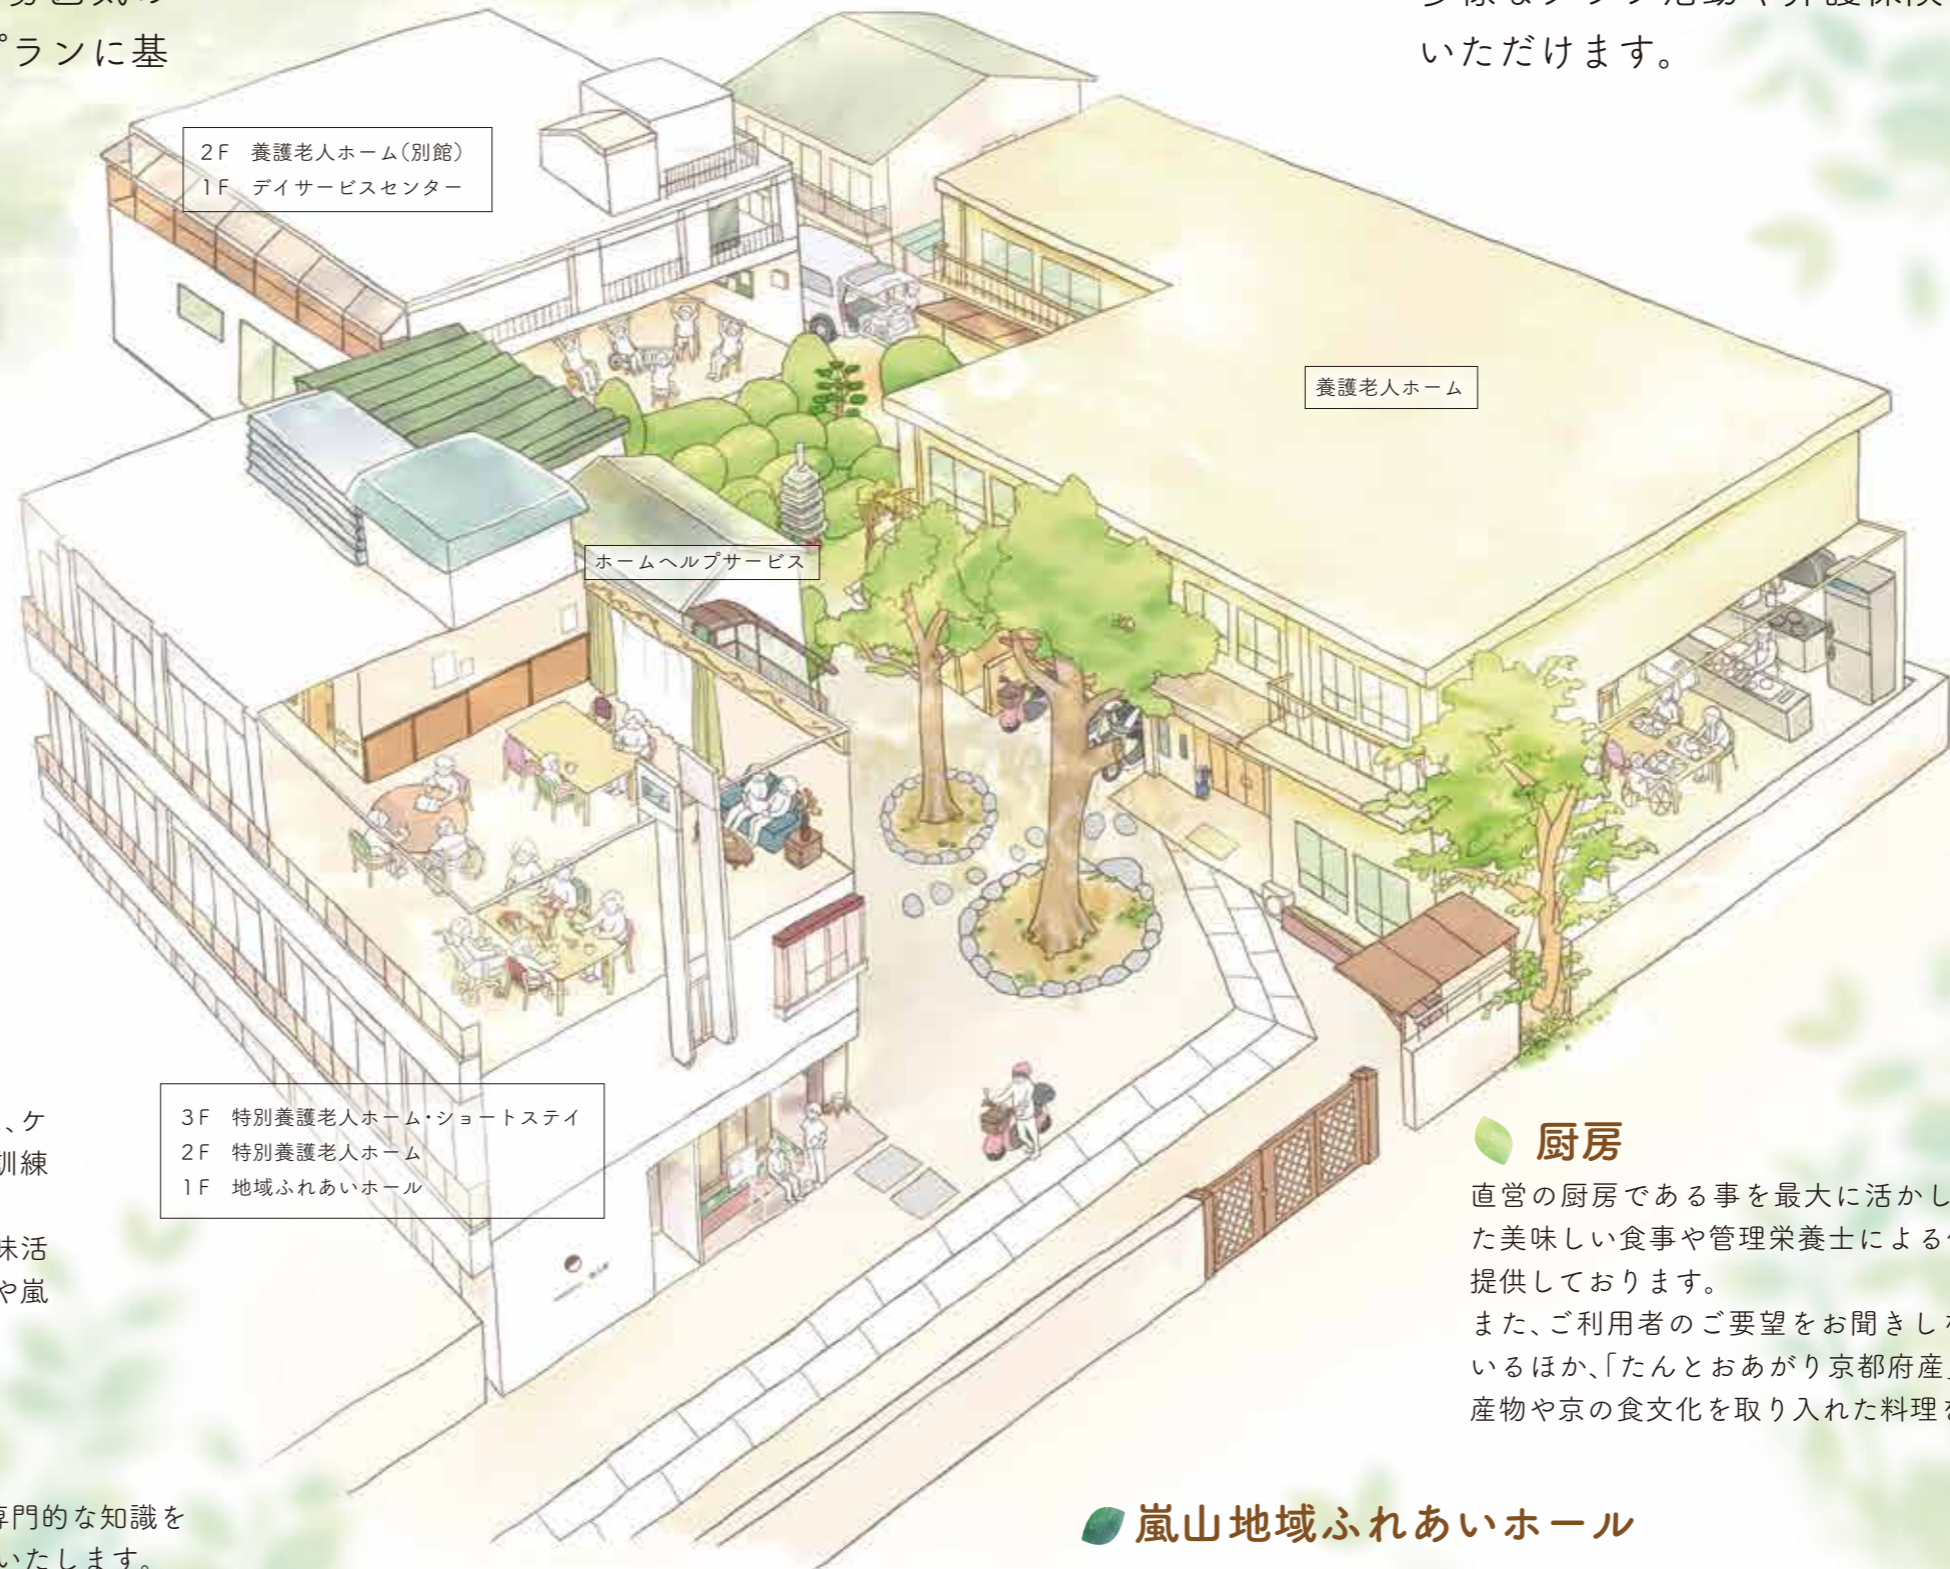 プランに基
いただけます。
2F　養護老人ホーム(別館)
1F　デイサービスセンター
養護老人ホーム
ホームヘルプサービス
3F　特別養護老人ホーム・ショートステイ
2F　特別養護老人ホーム
1F　地域ふれあいホール
、ケ
訓練
味活
や嵐
専門的な知識を
いたします。
厨房
直営の厨房である事を最大に活かし
た美味しい食事や管理栄養士による
提供しております。
また、ご利用者のご要望をお聞きし
いるほか、「たんとおあがり京都府産」
産物や京の食文化を取り入れた料理
嵐山地域ふれあいホール